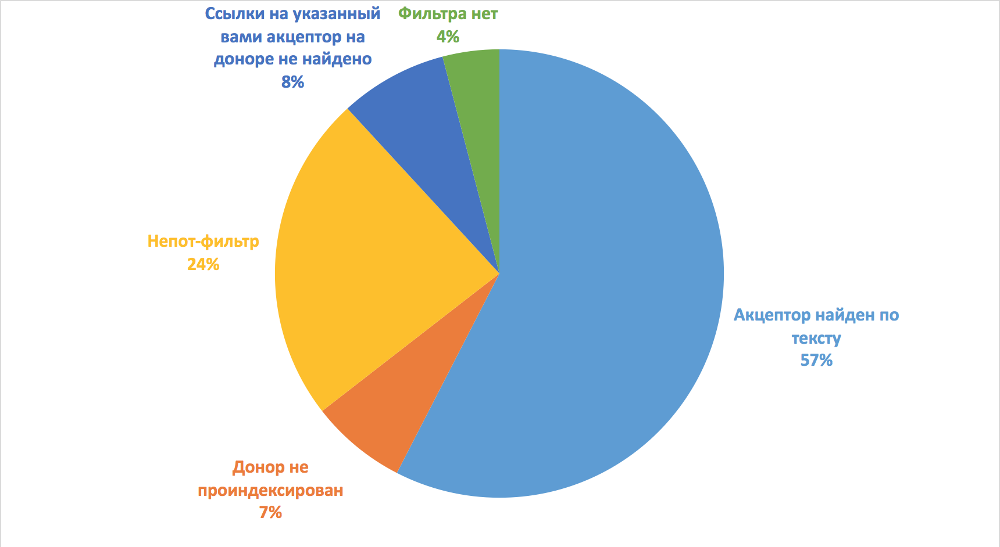 Ссылки на указанный
вами акцептор на
доноре не найдено
8%
Фильтра нет
4%
Непот-фильтр
24%
Акцептор найден по
тексту
57%
Донор не
проиндексирован
7%